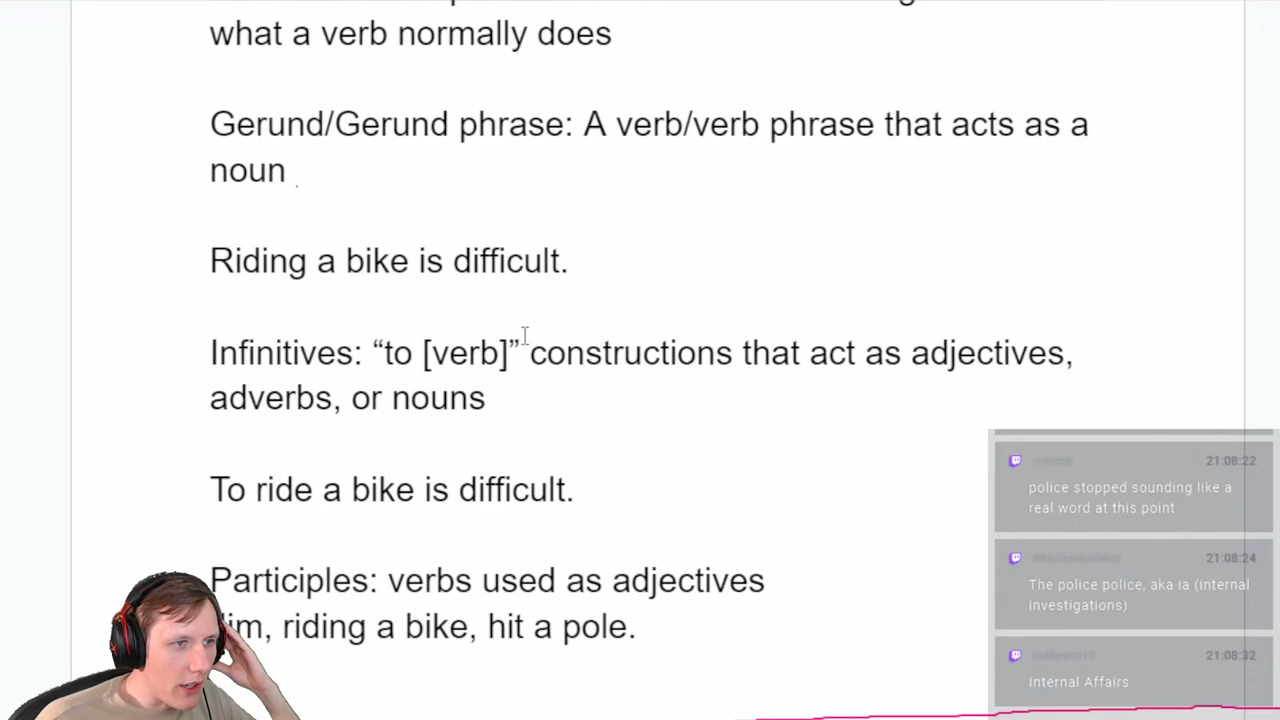 what a verb normally does
Gerund/Gerund phrase: A verb/verb phrase that acts as a
noun
Riding a bike is difficult.
Infinitives: “to [verb]” constructions that act as adjectives,
adverbs, or nouns
To ride a bike is difficult.
Participles: verbs used as adjectives
riding a bike, hit a pole.
21:08:22
police stopped sounding like a
real word at this point
21:08:24
The police police, aka ia (internal
investigations)
21:08:32
Internal Affairs